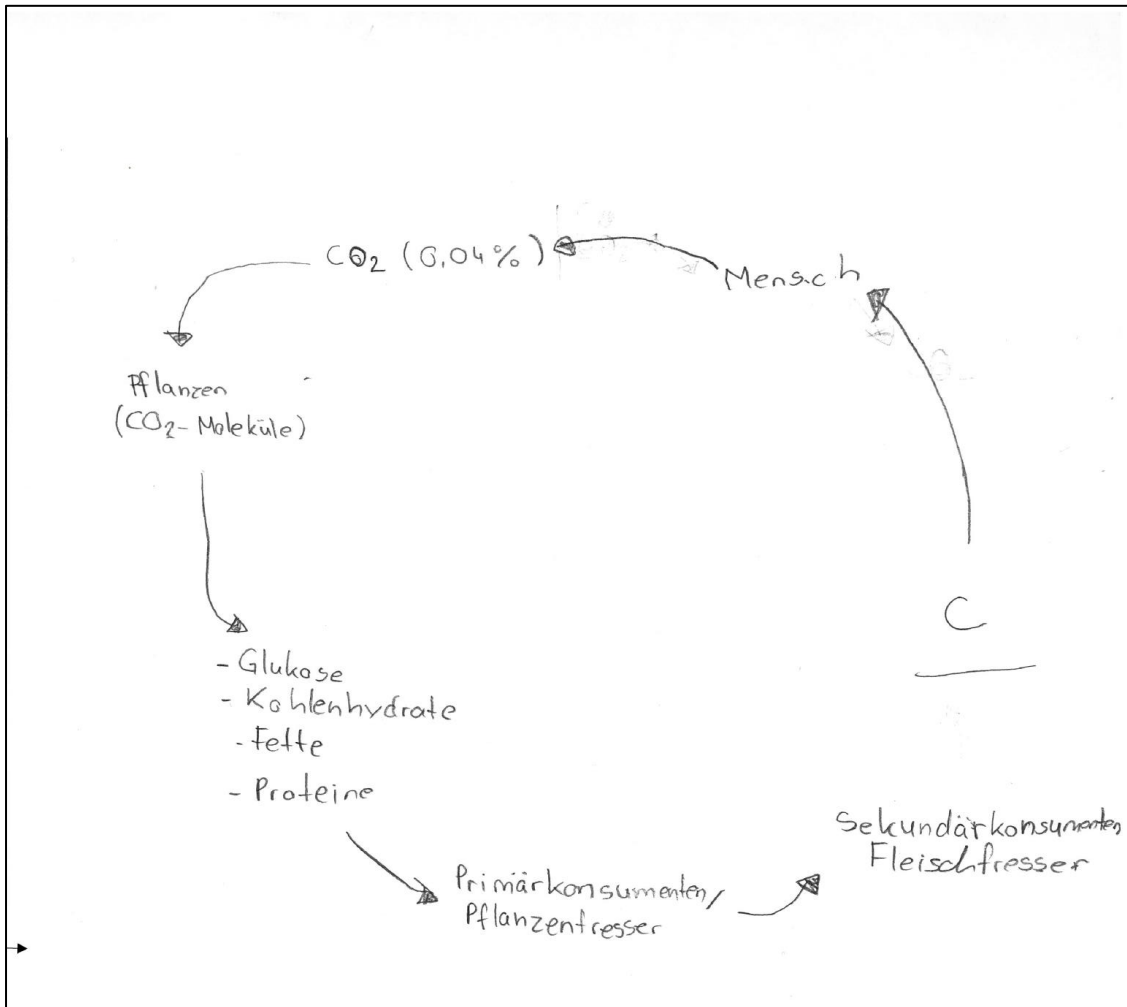 CO₂ (0,04%)
Mensch
Pflanzen
(CO₂-Moleküle)
- Glukose
- Kohlenhydrate
- Fette
- Proteine
Primärkonsumenten/
Pflanzenfresser
Sekundärkonsumenten
Fleischfresser
C